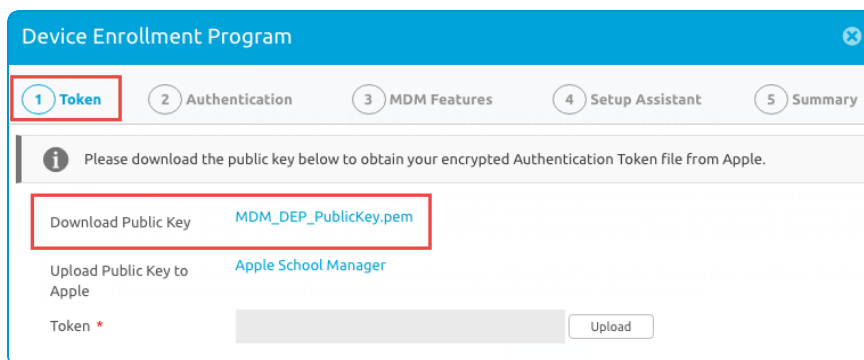 Device Enrollment Program
1 Token 2 Authentication 3 MDM Features 4 Setup Assistant 5 Summary
Please download the public key below to obtain your encrypted Authentication Token file from Apple.
Download Public Key MDM_DEP_PublicKey.pem
Upload Public Key to Apple School Manager
Apple
Token * Upload